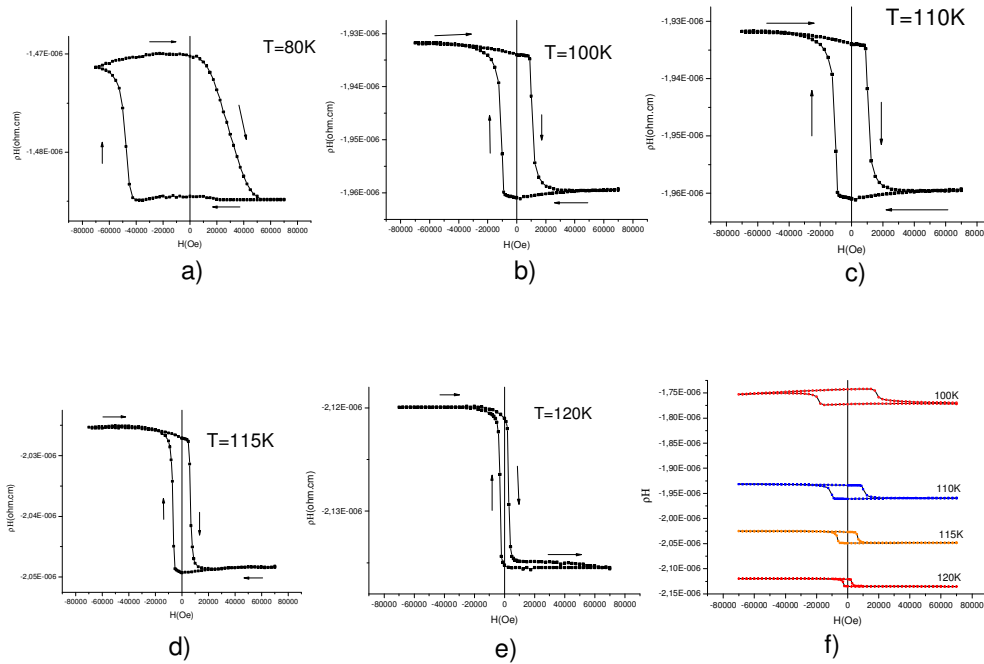 T=80K
-1,47E-006
-1,48E-006
ρH(ohm.cm)
-80000 -60000 -40000 -20000 0 20000 40000 60000 80000
H(Oe)
a)
T=100K
-1,93E-006
-1,94E-006
-1,95E-006
-1,96E-006
ρH(ohm.cm)
-80000 -60000 -40000 -20000 0 20000 40000 60000 80000
H(Oe)
b)
T=110K
-1,93E-006
-1,94E-006
-1,95E-006
-1,96E-006
ρH(ohm.cm)
-80000 -60000 -40000 -20000 0 20000 40000 60000 80000
H(Oe)
c)
T=115K
-2,03E-006
-2,04E-006
-2,05E-006
ρH(ohm.cm)
-80000 -60000 -40000 -20000 0 20000 40000 60000 80000
H(Oe)
d)
T=120K
-2,12E-006
-2,13E-006
ρH(ohm.cm)
-80000 -60000 -40000 -20000 0 20000 40000 60000 80000
H(Oe)
e)
-1,75E-006
-1,80E-006
-1,85E-006
-1,90E-006
-1,95E-006
-2,00E-006
-2,05E-006
-2,10E-006
-2,15E-006
ρH
100K
110K
115K
120K
-80000 -60000 -40000 -20000 0 20000 40000 60000 80000
H(Oe)
f)